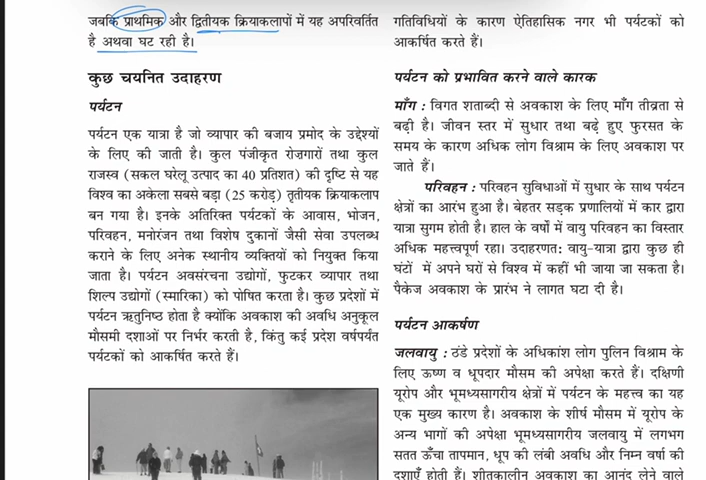 जबकि प्राथमिक और द्वितीयक क्रियाकलापों में यह अपरिवर्तित
है अथवा घट रही है।
कुछ चयनित उदाहरण
पर्यटन
पर्यटन एक यात्रा है जो व्यापार की बजाय प्रमोद के उद्देश्यों
के लिए की जाती है। कुल पंजीकृत रोज़गारों तथा कुल
राजस्व (सकल घरेलू उत्पाद का 40 प्रतिशत) की दृष्टि से यह
विश्व का अकेला सबसे बड़ा (25 करोड़) तृतीयक क्रियाकलाप
बन गया है। इनके अतिरिक्त पर्यटकों के आवास, भोजन,
परिवहन, मनोरंजन तथा विशेष दुकानों जैसी सेवा उपलब्ध
कराने के लिए अनेक स्थानीय व्यक्तियों को नियुक्त किया
जाता है। पर्यटन अवसंरचना उद्योगों, फुटकर व्यापार तथा
शिल्प उद्योगों (स्मारिका) को पोषित करता है। कुछ प्रदेशों में
पर्यटन ऋतुनिष्ठ होता है क्योंकि अवकाश की अवधि अनुकूल
मौसमी दशाओं पर निर्भर करती है, किंतु कई प्रदेश वर्षपर्यंत
पर्यटकों को आकर्षित करते हैं।
गतिविधियों के कारण ऐतिहासिक नगर भी पर्यटकों को
आकर्षित करते हैं।
पर्यटन को प्रभावित करने वाले कारक
माँग : विगत शताब्दी से अवकाश के लिए माँग तीव्रता से
बढ़ी है। जीवन स्तर में सुधार तथा बढ़े हुए फुरसत के
समय के कारण अधिक लोग विश्राम के लिए अवकाश पर
जाते हैं।
परिवहन : परिवहन सुविधाओं में सुधार के साथ पर्यटन
क्षेत्रों का आरंभ हुआ है। बेहतर सड़क प्रणालियों में कार द्वारा
यात्रा सुगम होती है। हाल के वर्षों में वायु परिवहन का विस्तार
अधिक महत्त्वपूर्ण रहा। उदाहरणतः वायु-यात्रा द्वारा कुछ ही
घंटों में अपने घरों से विश्व में कहीं भी जाया जा सकता है।
पैकेज अवकाश के प्रारंभ ने लागत घटा दी है।
पर्यटन आकर्षण
जलवायु : ठंडे प्रदेशों के अधिकांश लोग पुलिन विश्राम के
लिए ऊष्ण व धूपदार मौसम की अपेक्षा करते हैं। दक्षिणी
यूरोप और भूमध्यसागरीय क्षेत्रों में पर्यटन के महत्त्व का यह
एक मुख्य कारण है। अवकाश के शीर्ष मौसम में यूरोप के
अन्य भागों की अपेक्षा भूमध्यसागरीय जलवायु में लगभग
सतत ऊँचा तापमान, धूप की लंबी अवधि और निम्न वर्षा की
दशाएँ होती हैं। शीतकालीन अवकाश का आनंद लेने वाले